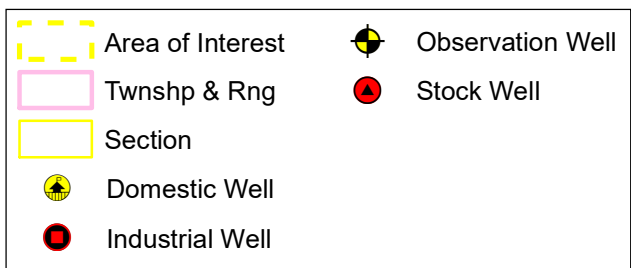 Area of Interest
Twnshp & Rng
Section
Domestic Well
Industrial Well
Observation Well
Stock Well